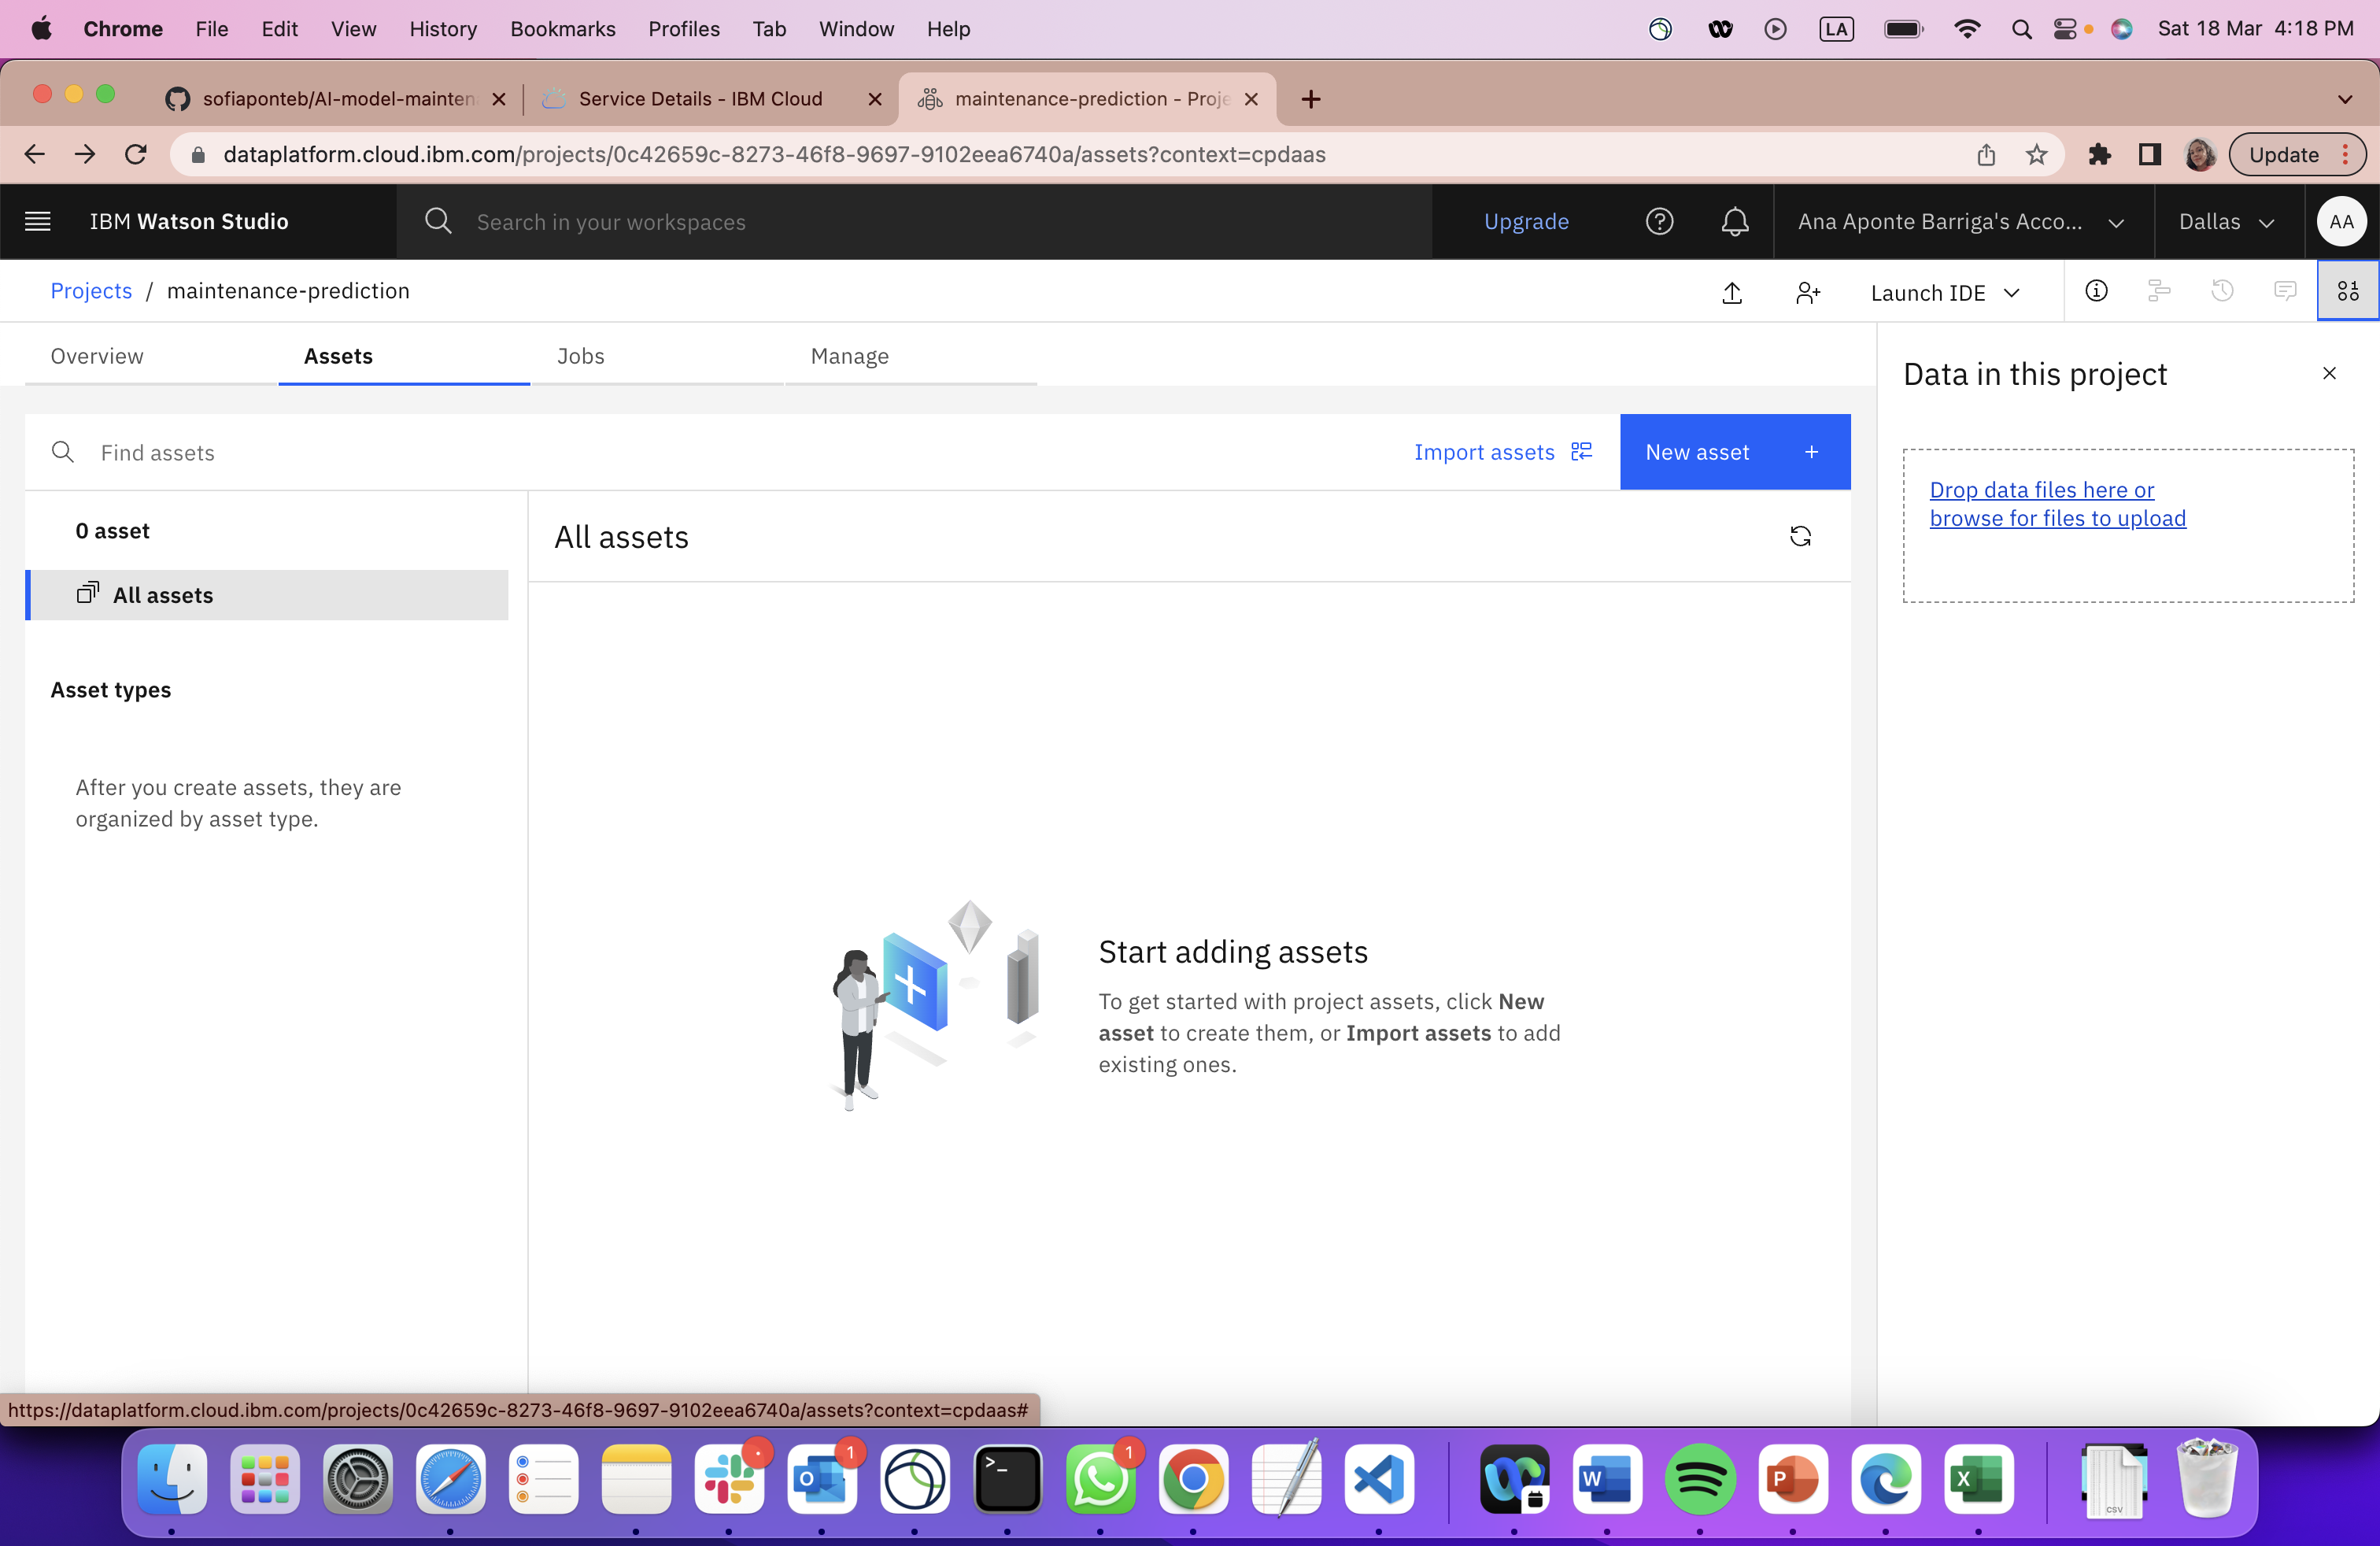 Chrome File Edit View History Bookmarks Profiles Tab Window Help LA Sat 18 Mar 4:18 PM
sofiaponteb/AI-model-mainten Service Details - IBM Cloud maintenance-prediction - Proje
dataplatform.cloud.ibm.com/projects/0c42659c-8273-46f8-9697-9102eea6740a/assets?context=cpdaas Update
IBM Watson Studio Search in your workspaces Upgrade Ana Aponte Barriga's Acco... Dallas AA
Projects / maintenance-prediction Launch IDE
Overview Assets Jobs Manage
Data in this project
Find assets Import assets New asset +
Drop data files here or
browse for files to upload
0 asset
All assets
All assets
Asset types
After you create assets, they are
organized by asset type.
Start adding assets
To get started with project assets, click New
asset to create them, or Import assets to add
existing ones.
https://dataplatform.cloud.ibm.com/projects/0c42659c-8273-46f8-9697-9102eea6740a/assets?context=cpdaas#
1 1
O >_ W P X CSV